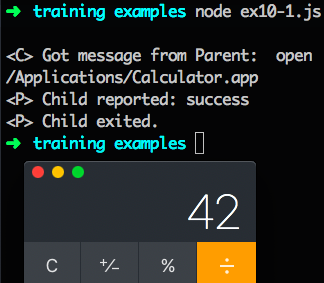 ➜ training examples node ex10-1.js
<C> Got message from Parent:  open
/Applications/Calculator.app
<P> Child reported: success
<P> Child exited.
➜ training examples
42
C ⁺∕₋ % ÷